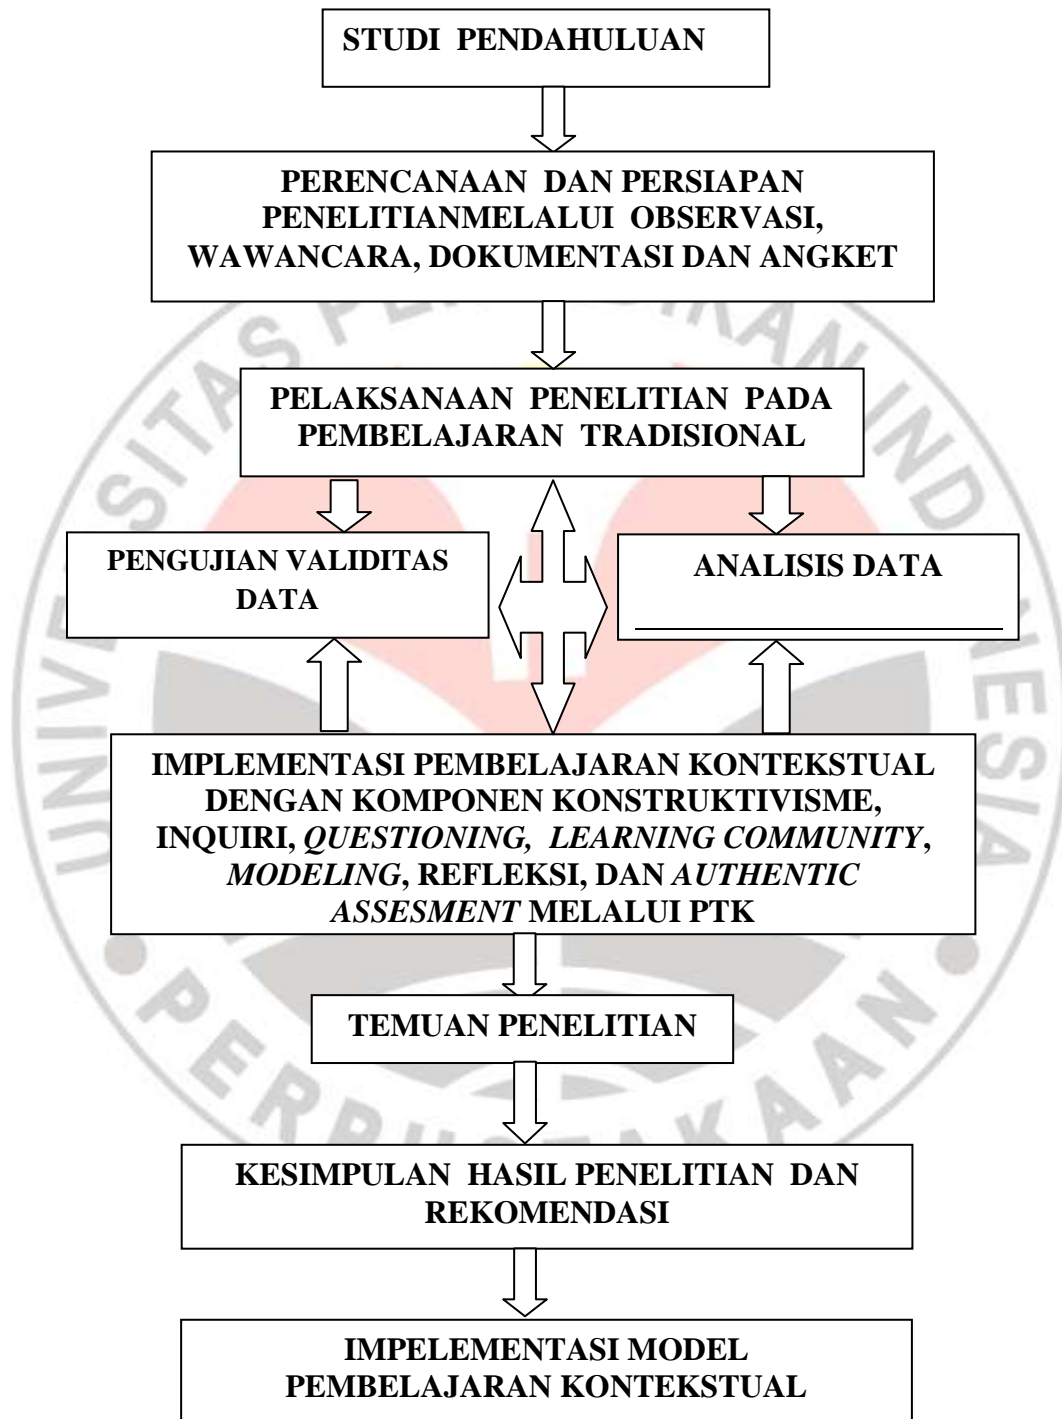 STUDI PENDAHULUAN
PERENCANAAN DAN PERSIAPAN
PENELITIANMELALUI OBSERVASI,
WAWANCARA, DOKUMENTASI DAN ANGKET
PELAKSANAAN PENELITIAN PADA
PEMBELAJARAN TRADISIONAL
PENGUJIAN VALIDITAS
DATA
ANALISIS DATA
IMPLEMENTASI PEMBELAJARAN KONTEKSTUAL
DENGAN KOMPONEN KONSTRUKTIVISME,
INQUIRI, QUESTIONING, LEARNING COMMUNITY,
MODELING, REFLEKSI, DAN AUTHENTIC
ASSESMENT MELALUI PTK
TEMUAN PENELITIAN
KESIMPULAN HASIL PENELITIAN DAN
REKOMENDASI
IMPELEMENTASI MODEL
PEMBELAJARAN KONTEKSTUAL